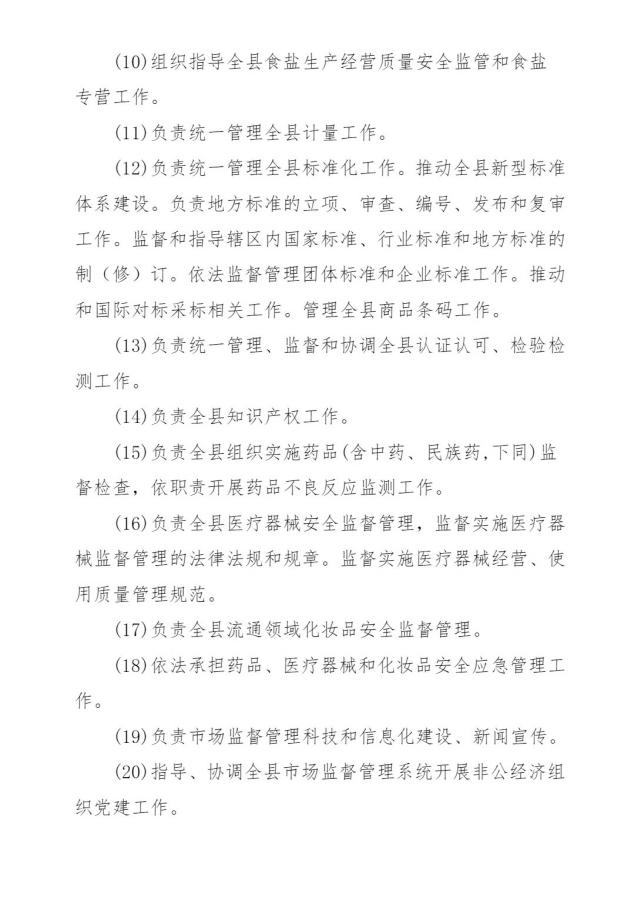 (10)组织指导全县食盐生产经营质量安全监管和食盐
专营工作。
(11)负责统一管理全县计量工作。
(12)负责统一管理全县标准化工作。推动全县新型标准
体系建设。负责地方标准的立项、审查、编号、发布和复审
工作。监督和指导辖区内国家标准、行业标准和地方标准的
制（修）订。依法监督管理团体标准和企业标准工作。推动
和国际对标采标相关工作。管理全县商品条码工作。
(13)负责统一管理、监督和协调全县认证认可、检验检
测工作。
(14)负责全县知识产权工作。
(15)负责全县组织实施药品(含中药、民族药,下同)监
督检查，依职责开展药品不良反应监测工作。
(16)负责全县医疗器械安全监督管理，监督实施医疗器
械监督管理的法律法规和规章。监督实施医疗器械经营、使
用质量管理规范。
(17)负责全县流通领域化妆品安全监督管理。
(18)依法承担药品、医疗器械和化妆品安全应急管理工
作。
(19)负责市场监督管理科技和信息化建设、新闻宣传。
(20)指导、协调全县市场监督管理系统开展非公经济组
织党建工作。